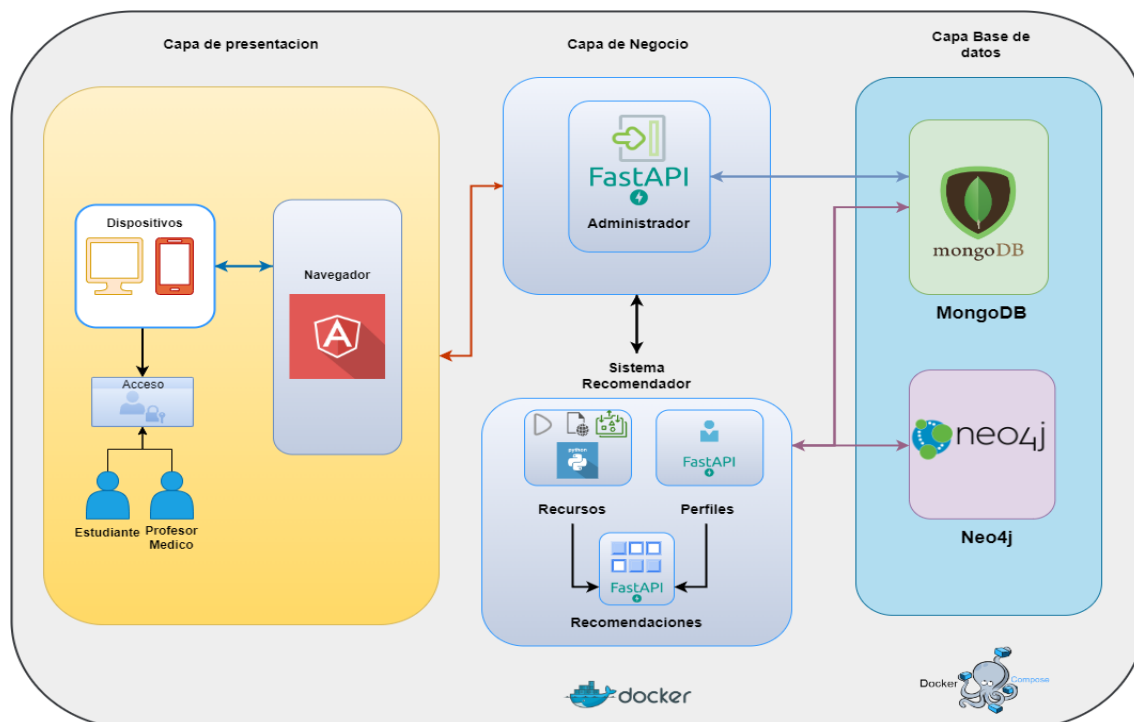 Capa de presentacion
Capa de Negocio
Capa Base de
datos
Dispositivos
Navegador
Acceso
Estudiante
Profesor
Medico
FastAPI
Administrador
Sistema
Recomendador
python
FastAPI
Recursos
Perfiles
FastAPI
Recomendaciones
mongoDB
MongoDB
neo4j
Neo4j
docker
Docker
Compose